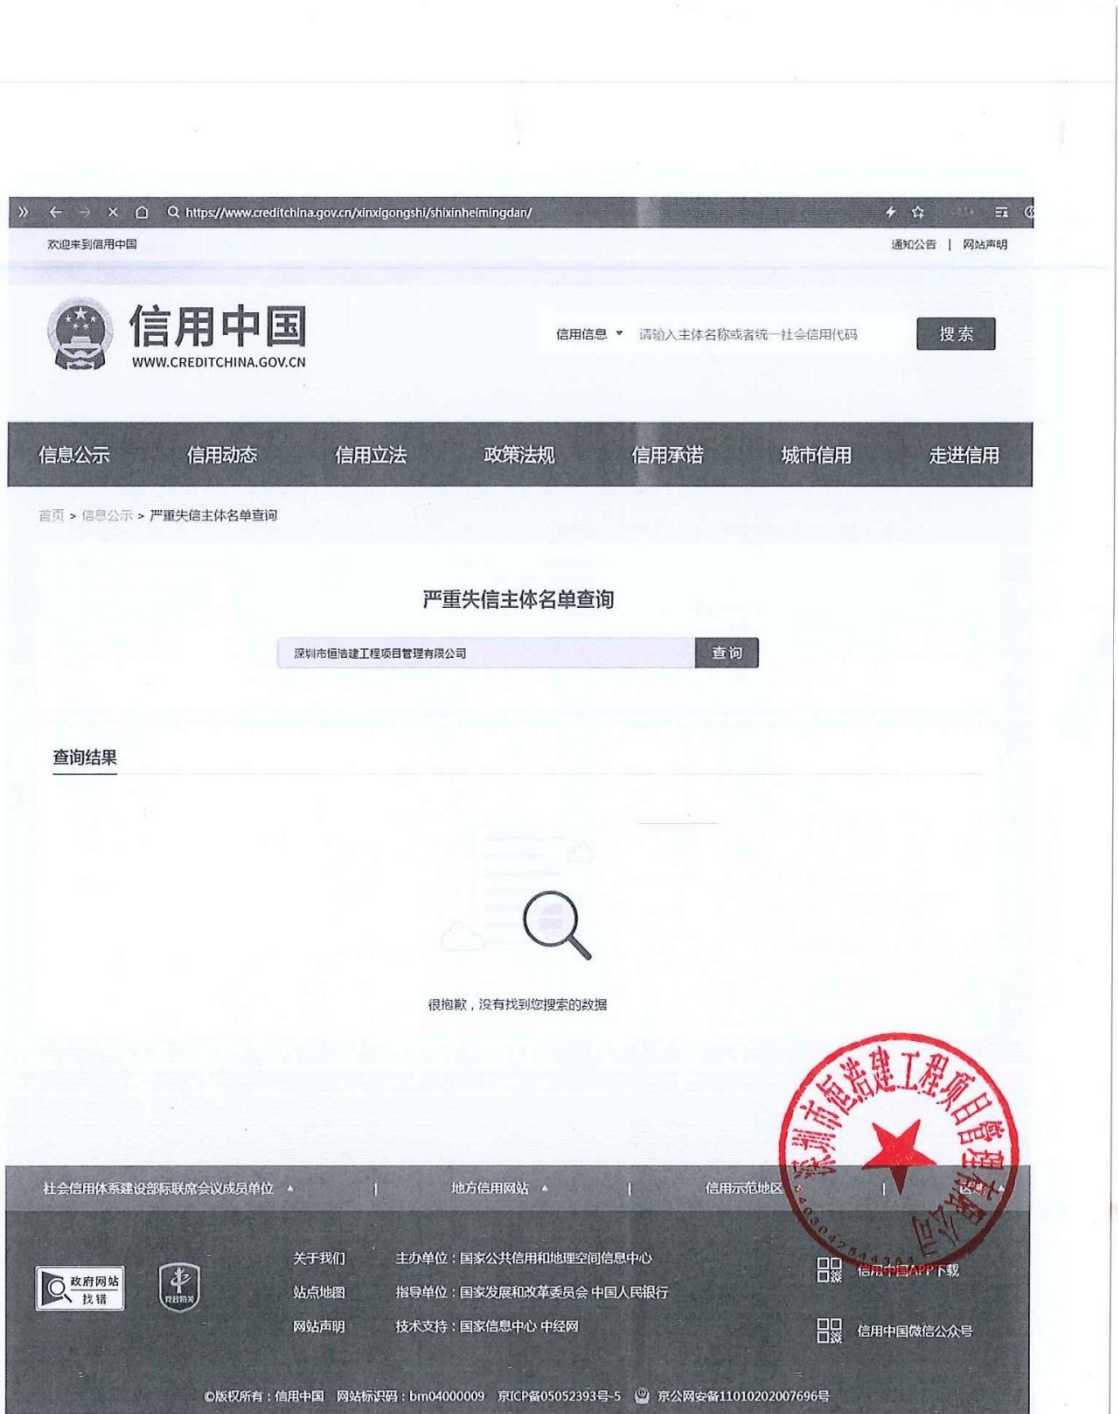 https://www.creditchina.gov.cn/xinxigongshi/shixinheimingdan/
欢迎来到信用中国
通知公告 | 网站声明
信用中国
WWW.CREDITCHINA.GOV.CN
信用信息 请输入主体名称或者统一社会信用代码 搜索
信息公示 信用动态 信用立法 政策法规 信用承诺 城市信用 走进信用
首页 > 信息公示 > 严重失信主体名单查询
严重失信主体名单查询
深圳市恒浩建工程项目管理有限公司 查询
查询结果
很抱歉，没有找到您搜索的数据
深圳市恒浩建工程项目管理有限公司
社会信用体系建设部际联席会议成员单位 | 地方信用网站 | 信用示范地区 |
政府网站
找错
党政机关
关于我们 主办单位：国家公共信用和地理空间信息中心
站点地图 指导单位：国家发展和改革委员会 中国人民银行
网站声明 技术支持：国家信息中心 中经网
信用中国APP下载
信用中国微信公众号
©版权所有：信用中国 网站标识码：bm04000009 京ICP备05052393号-5 京公网安备11010202007696号